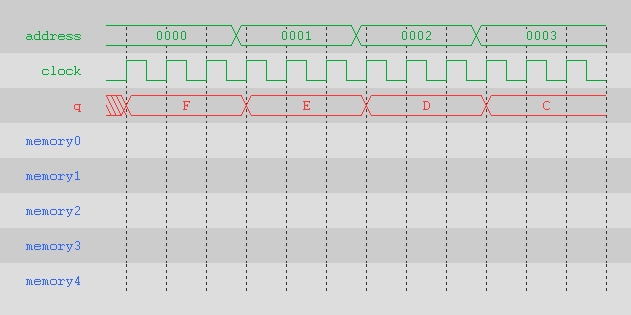 address 0000 0001 0002 0003
clock
q F E D C
memory0
memory1
memory2
memory3
memory4